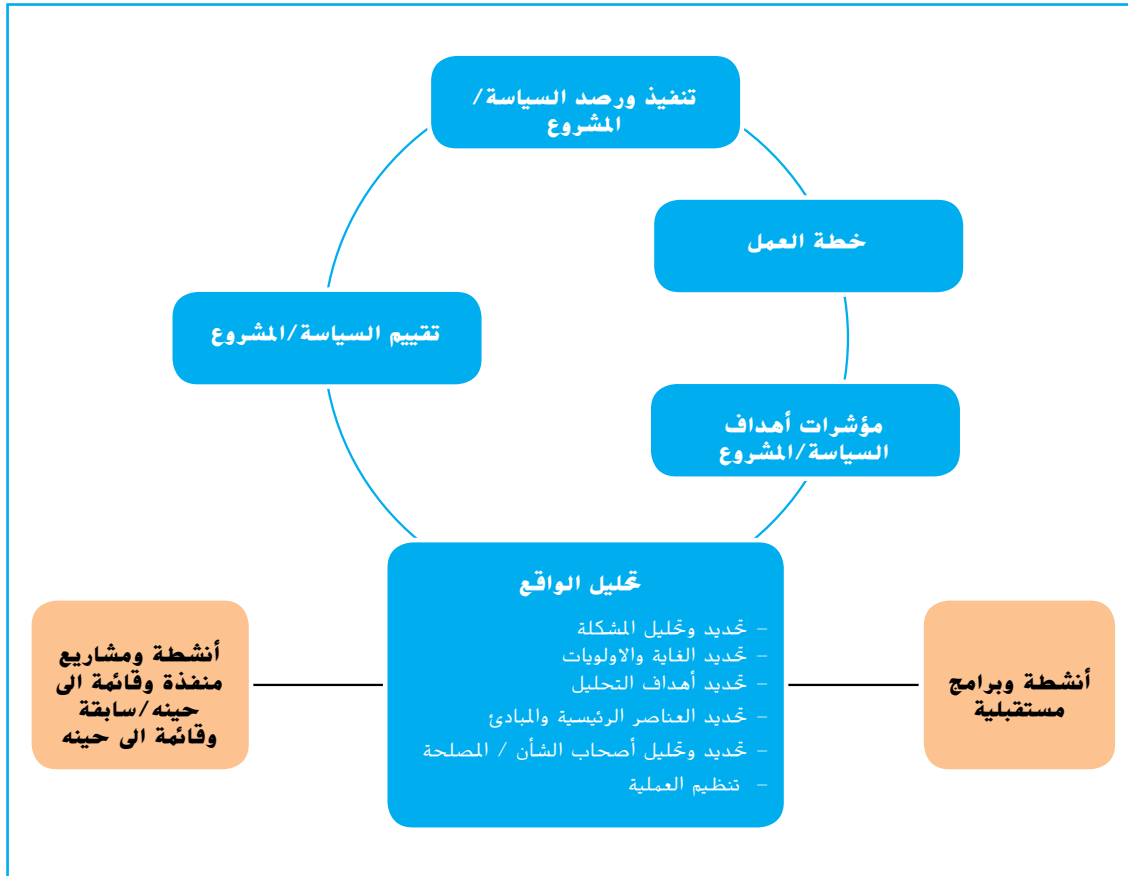 تنفيذ ورصد السياسة/
المشروع
خطة العمل
تقييم السياسة/المشروع
مؤشرات أهداف
السياسة/المشروع
تحليل الواقع
– تحديد وتحليل المشكلة
– تحديد الغاية والاولويات
– تحديد أهداف التحليل
– تحديد العناصر الرئيسية والمبادئ
– تحديد وتحليل أصحاب الشأن / المصلحة
– تنظيم العملية
أنشطة وبرامج
مستقبلية
أنشطة ومشاريع
منفذة وقائمة الى
حينه/سابقة
وقائمة الى حينه